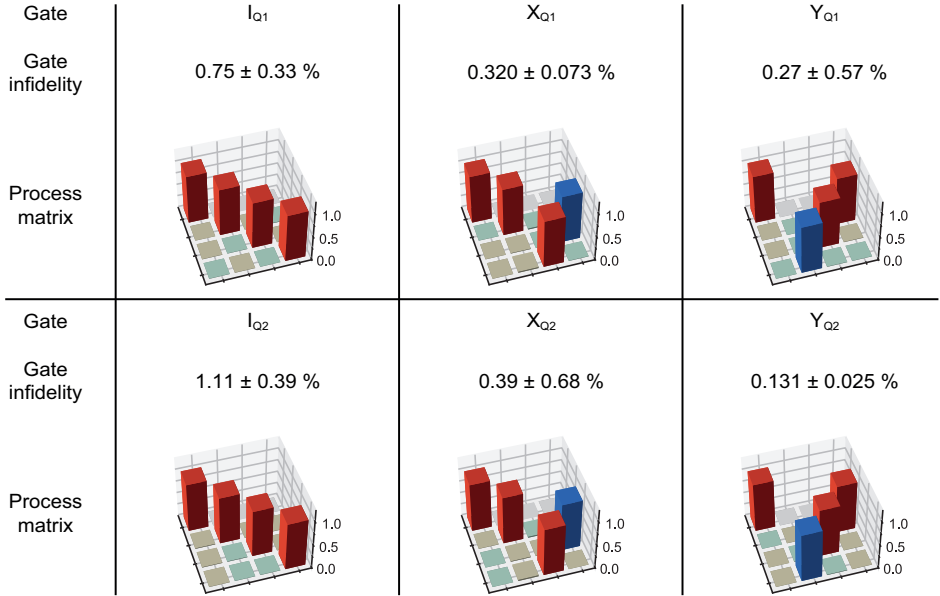 Gate I_Q1 X_Q1 Y_Q1
Gate
infidelity 0.75 ± 0.33 % 0.320 ± 0.073 % 0.27 ± 0.57 %
Process
matrix
1.0 1.0 1.0
0.5 0.5 0.5
0.0 0.0 0.0
Gate I_Q2 X_Q2 Y_Q2
Gate
infidelity 1.11 ± 0.39 % 0.39 ± 0.68 % 0.131 ± 0.025 %
Process
matrix
1.0 1.0 1.0
0.5 0.5 0.5
0.0 0.0 0.0